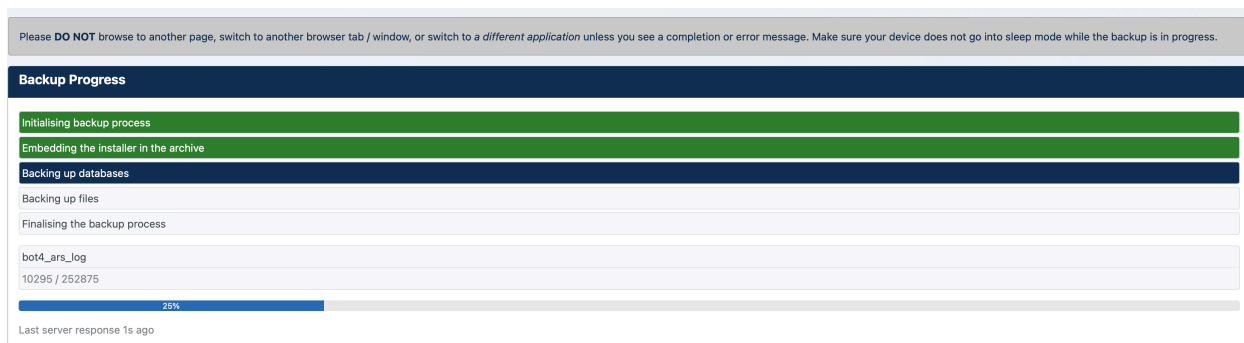 Please DO NOT browse to another page, switch to another browser tab / window, or switch to a different application unless you see a completion or error message. Make sure your device does not go into sleep mode while the backup is in progress.
Backup Progress
Initialising backup process
Embedding the installer in the archive
Backing up databases
Backing up files
Finalising the backup process
bot4_ars_log
10295 / 252875
25%
Last server response 1s ago